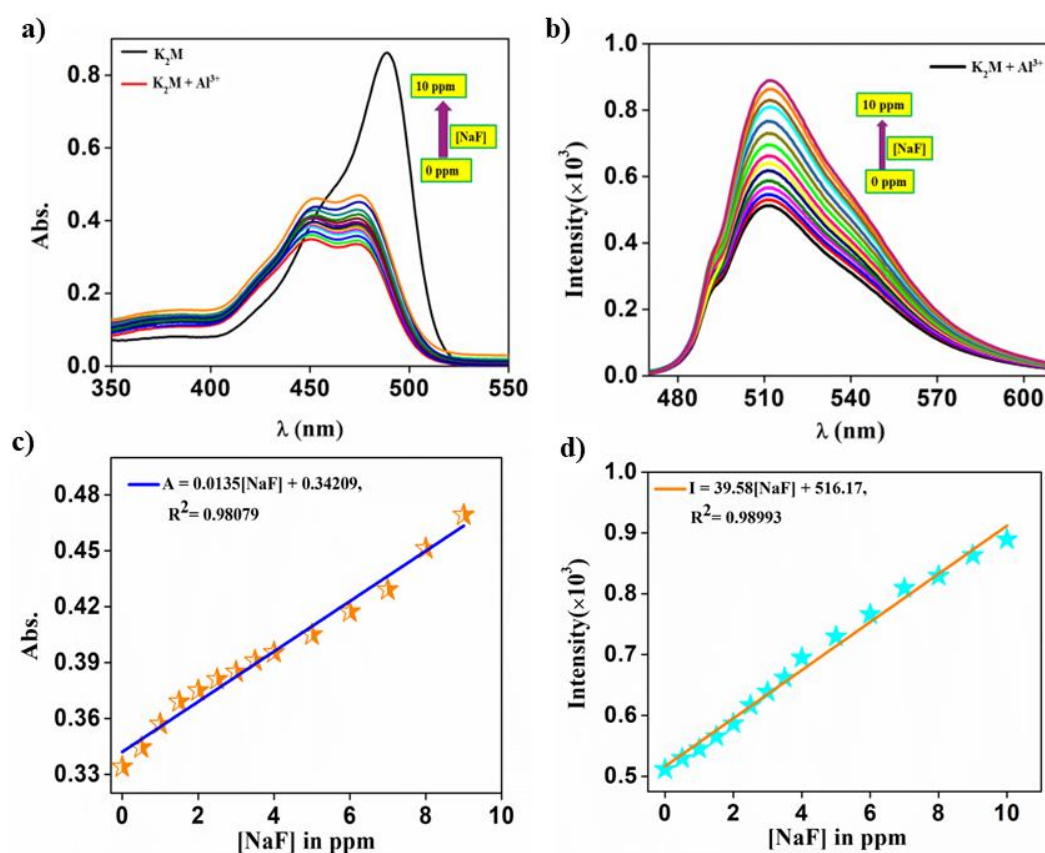 a).
K₂M
K₂M + Al³⁺
10 ppm
[NaF]
0 ppm
0.8
0.6
0.4
0.2
0.0
Abs.
350
400
450
500
550
λ (nm)
b)
K₂M + Al³⁺
10 ppm
[NaF]
0 ppm
1.0
0.8
0.6
0.4
0.2
0.0
Intensity(×10³)
480
510
540
570
600
λ (nm)
c)
A = 0.0135[NaF] + 0.34209,
R²= 0.98079
0.48
0.45
0.42
0.39
0.36
0.33
Abs.
0
2
4
6
8
10
[NaF] in ppm
d
I = 39.58[NaF] + 516.17,
R²= 0.98993
1.0
0.9
0.8
0.7
0.6
0.5
Intensity(×10³)
0
2
4
6
8
10
[NaF] in ppm